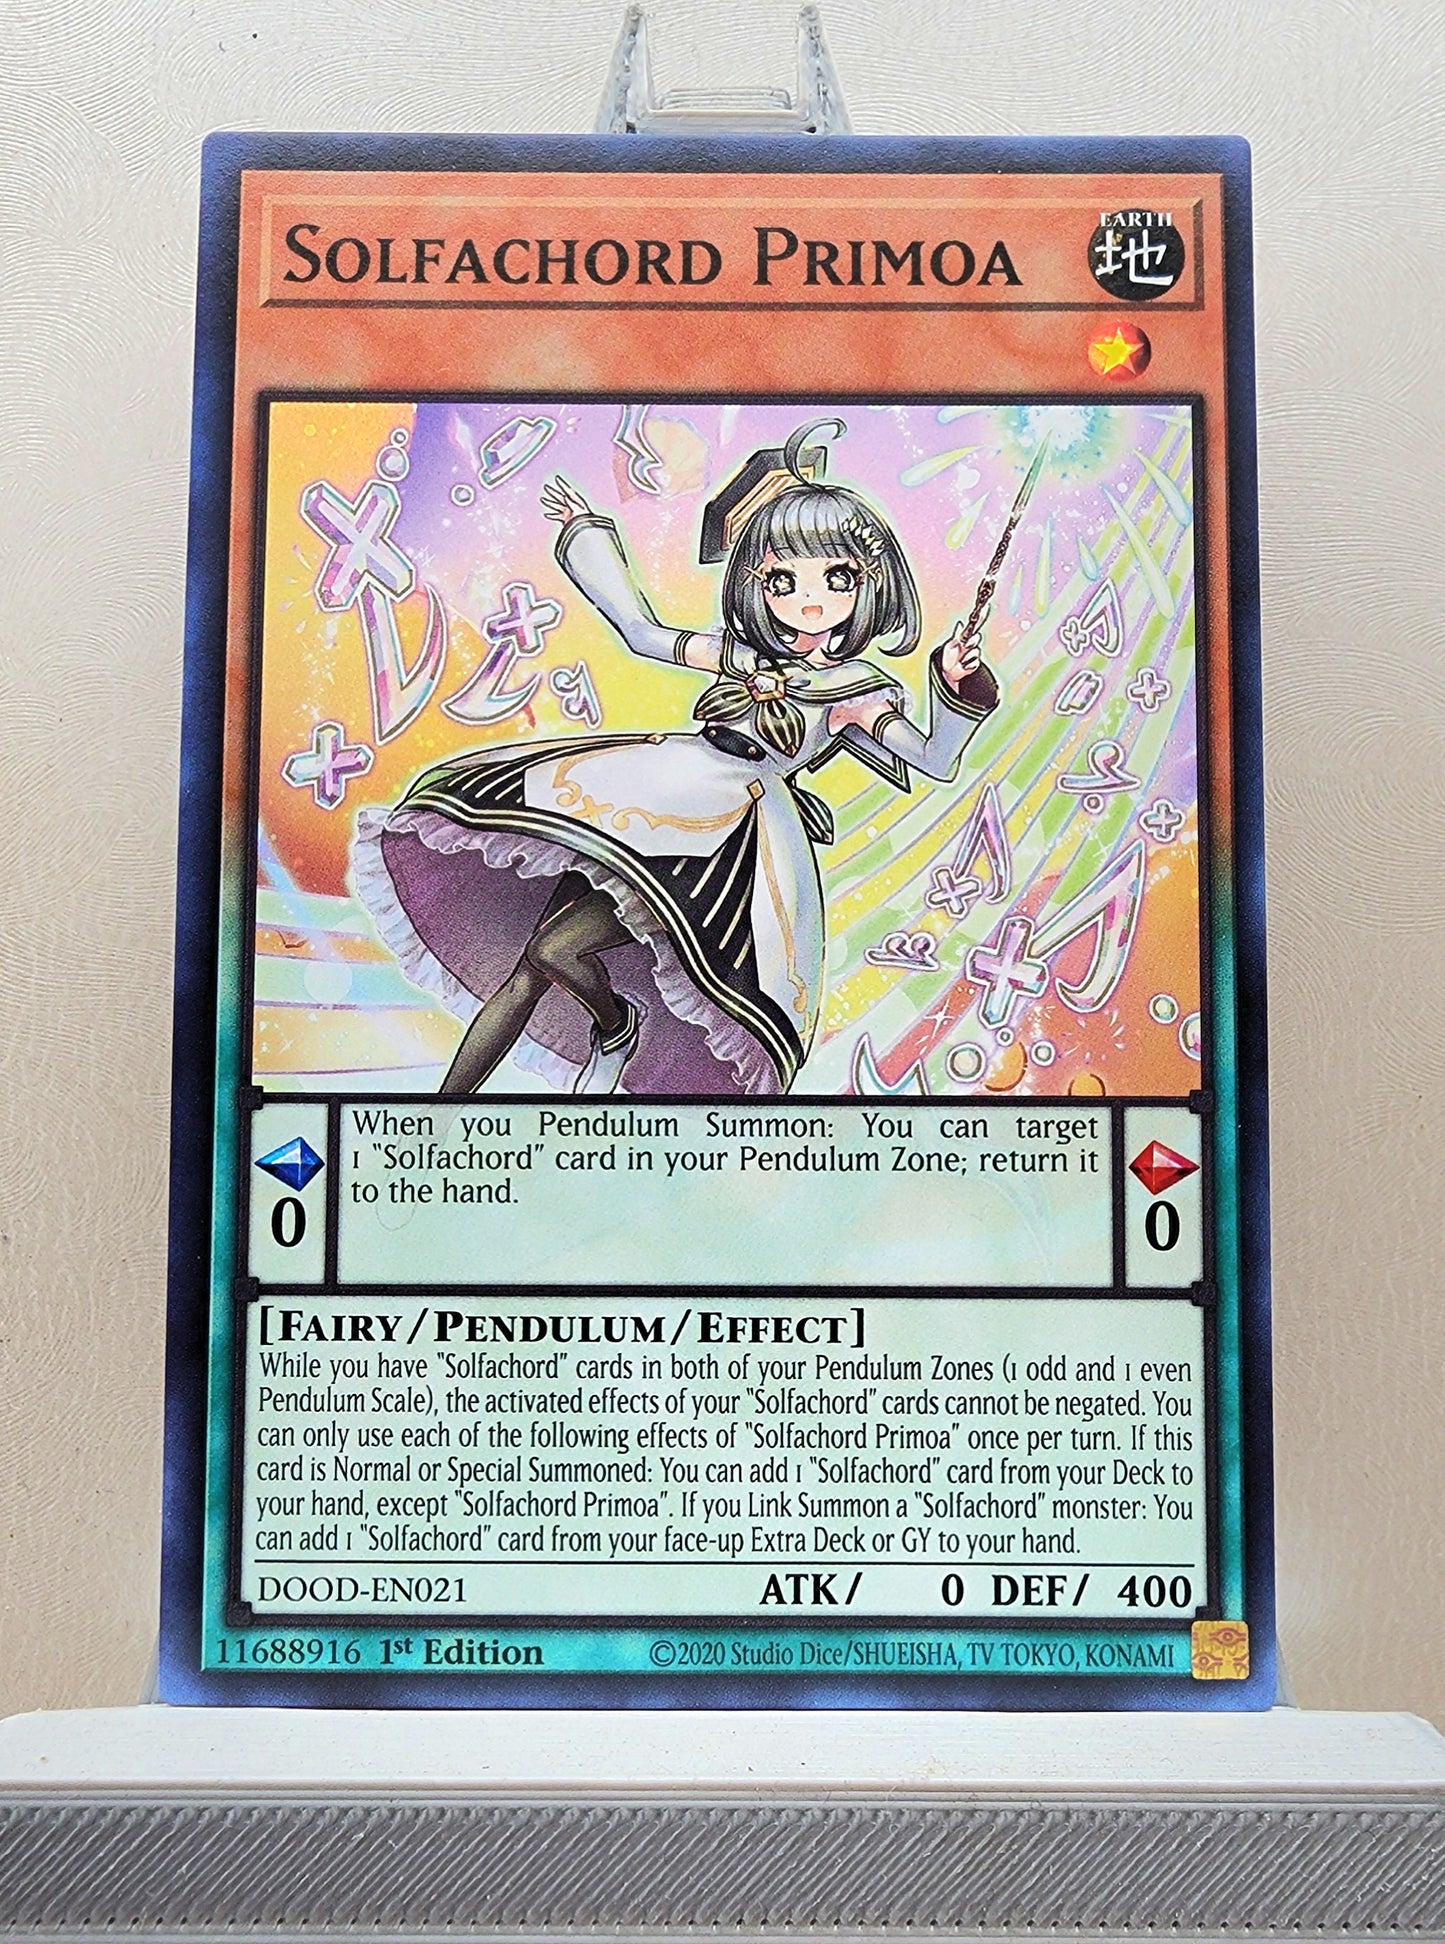 SOLFACHORD PRIMOA
EARTH
地
When you Pendulum Summon: You can target
1 "Solfachord" card in your Pendulum Zone; return it
to the hand.
0
0
[FAIRY/PENDULUM/EFFECT]
While you have "Solfachord" cards in both of your Pendulum Zones (1 odd and 1 even
Pendulum Scale), the activated effects of your "Solfachord" cards cannot be negated. You
can only use each of the following effects of "Solfachord Primoa" once per turn. If this
card is Normal or Special Summoned: You can add 1 "Solfachord" card from your Deck to
your hand, except "Solfachord Primoa". If you Link Summon a "Solfachord" monster: You
can add 1 "Solfachord" card from your face-up Extra Deck or GY to your hand.
DOOD-EN021 ATK/ 0 DEF/ 400
11688916 1st Edition ©2020 Studio Dice/SHUEISHA, TV TOKYO, KONAMI